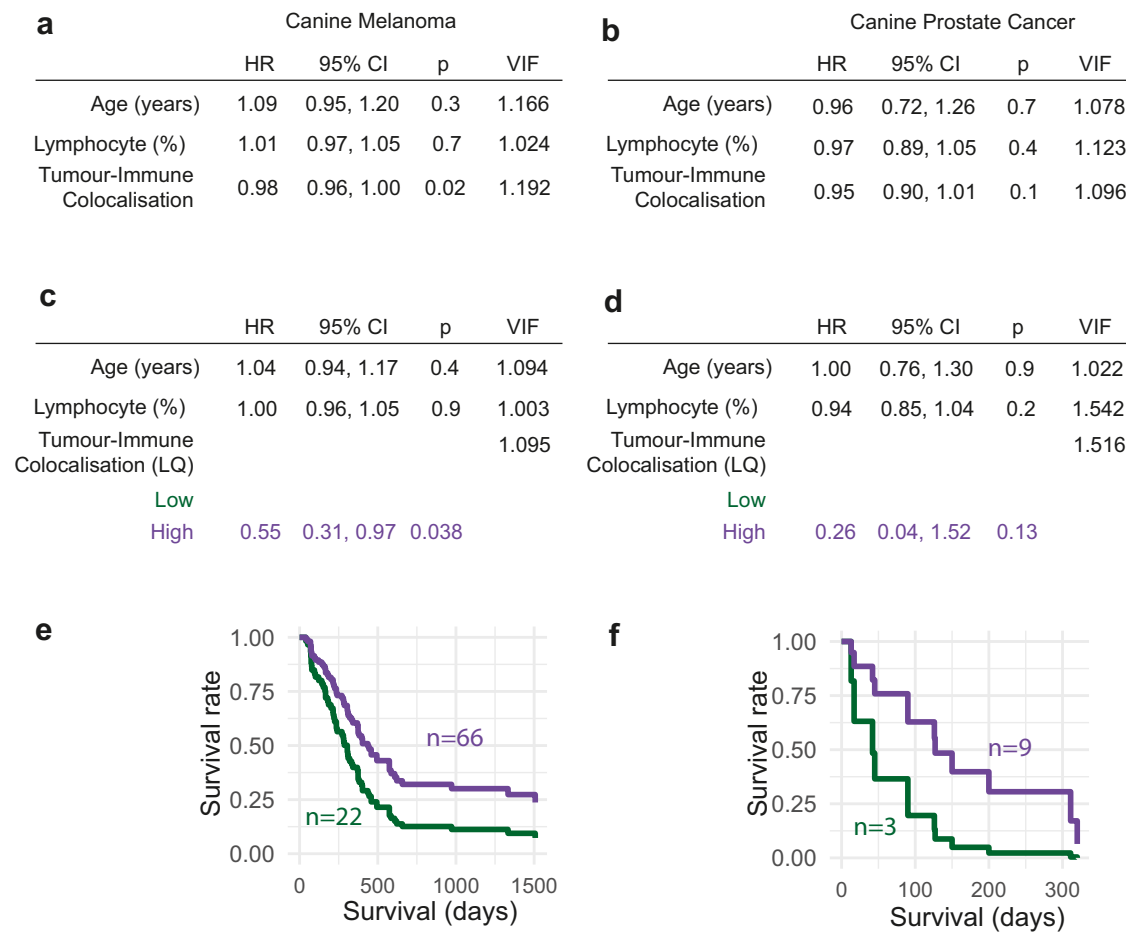 a
Canine Melanoma
HR 95% CI p VIF
Age (years) 1.09 0.95, 1.20 0.3 1.166
Lymphocyte (%) 1.01 0.97, 1.05 0.7 1.024
Tumour-Immune
Colocalisation 0.98 0.96, 1.00 0.02 1.192
b
Canine Prostate Cancer
HR 95% CI p VIF
Age (years) 0.96 0.72, 1.26 0.7 1.078
Lymphocyte (%) 0.97 0.89, 1.05 0.4 1.123
Tumour-Immune
Colocalisation 0.95 0.90, 1.01 0.1 1.096
c
HR 95% CI p VIF
Age (years) 1.04 0.94, 1.17 0.4 1.094
Lymphocyte (%) 1.00 0.96, 1.05 0.9 1.003
Tumour-Immune 1.095
Colocalisation (LQ)
Low
High 0.55 0.31, 0.97 0.038
d
HR 95% CI p VIF
Age (years) 1.00 0.76, 1.30 0.9 1.022
Lymphocyte (%) 0.94 0.85, 1.04 0.2 1.542
Tumour-Immune 1.516
Colocalisation (LQ)
Low
High 0.26 0.04, 1.52 0.13
e
Survival rate
1.00
0.75
0.50
0.25
0.00
n=66
n=22
0 500 1000 1500
Survival (days)
f
Survival rate
1.00
0.75
0.50
0.25
0.00
n=9
n=3
0 100 200 300
Survival (days)